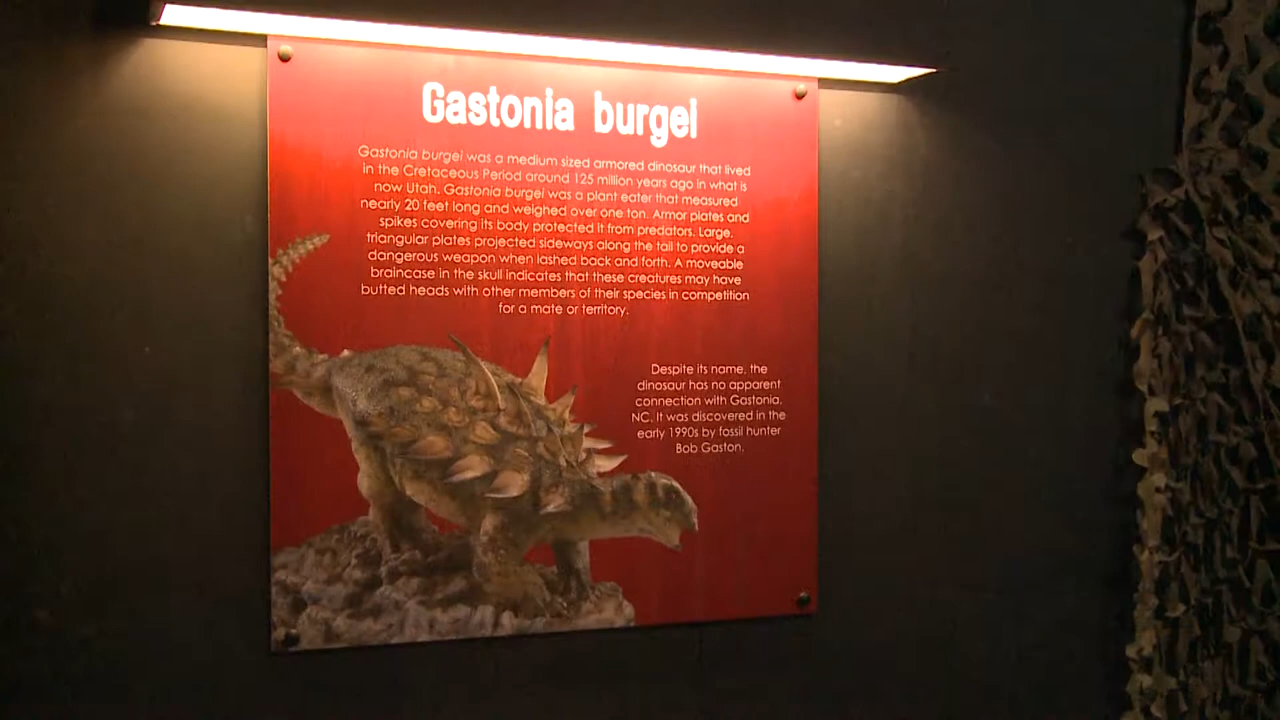 Gastonia burgei
Gastonia burgei was a medium sized armored dinosaur that lived
in the Cretaceous Period around 125 million years ago in what is
now Utah. Gastonia burgei was a plant eater that measured
nearly 20 feet long and weighed over one ton. Armor plates and
spikes covering its body protected it from predators. Large,
triangular plates projected sideways along the tail to provide a
dangerous weapon when lashed back and forth. A moveable
braincase in the skull indicates that these creatures may have
butted heads with other members of their species in competition
for a mate or territory.
Despite its name, the
dinosaur has no apparent
connection with Gastonia,
NC. It was discovered in the
early 1990s by fossil hunter
Bob Gaston.